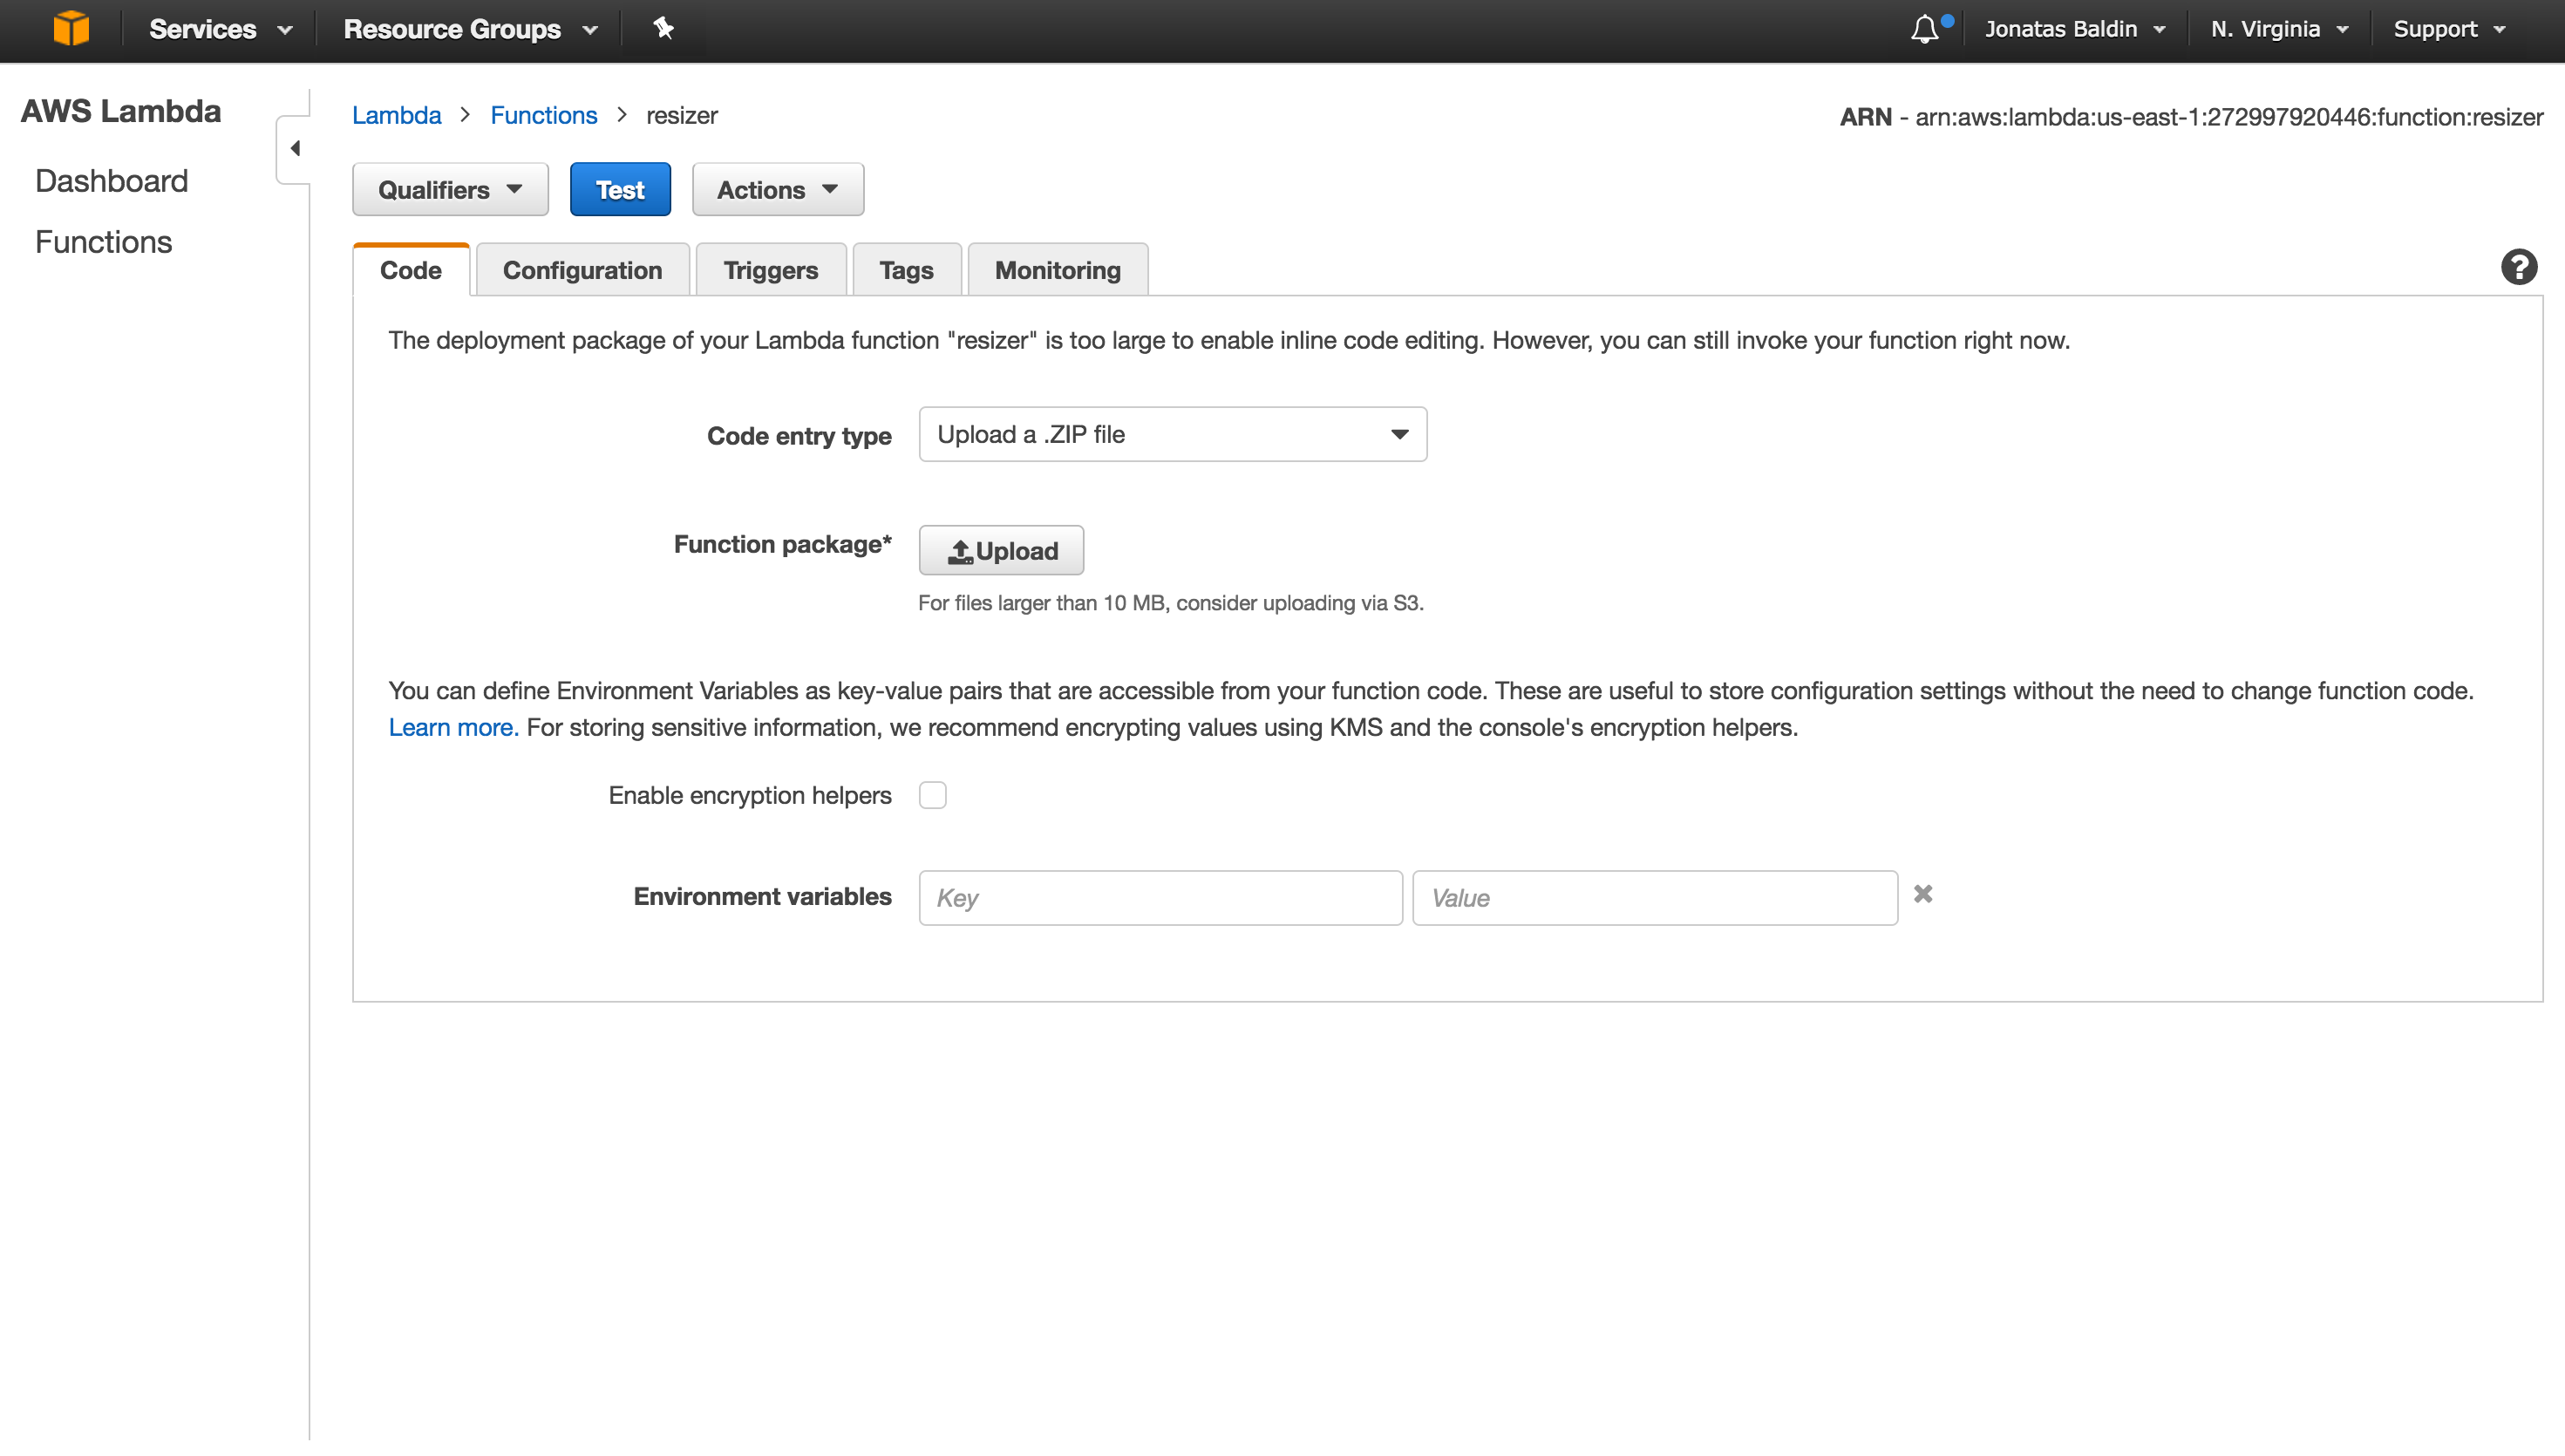 Services Resource Groups Jonatas Baldin N. Virginia Support
AWS Lambda
Dashboard
Functions
Lambda > Functions > resizer
ARN - arn:aws:lambda:us-east-1:272997920446:function:resizer
Qualifiers Test Actions
Code Configuration Triggers Tags Monitoring
?
The deployment package of your Lambda function "resizer" is too large to enable inline code editing. However, you can still invoke your function right now.
Code entry type Upload a .ZIP file
Function package* Upload
For files larger than 10 MB, consider uploading via S3.
You can define Environment Variables as key-value pairs that are accessible from your function code. These are useful to store configuration settings without the need to change function code.
Learn more. For storing sensitive information, we recommend encrypting values using KMS and the console's encryption helpers.
Enable encryption helpers
Environment variables Key Value